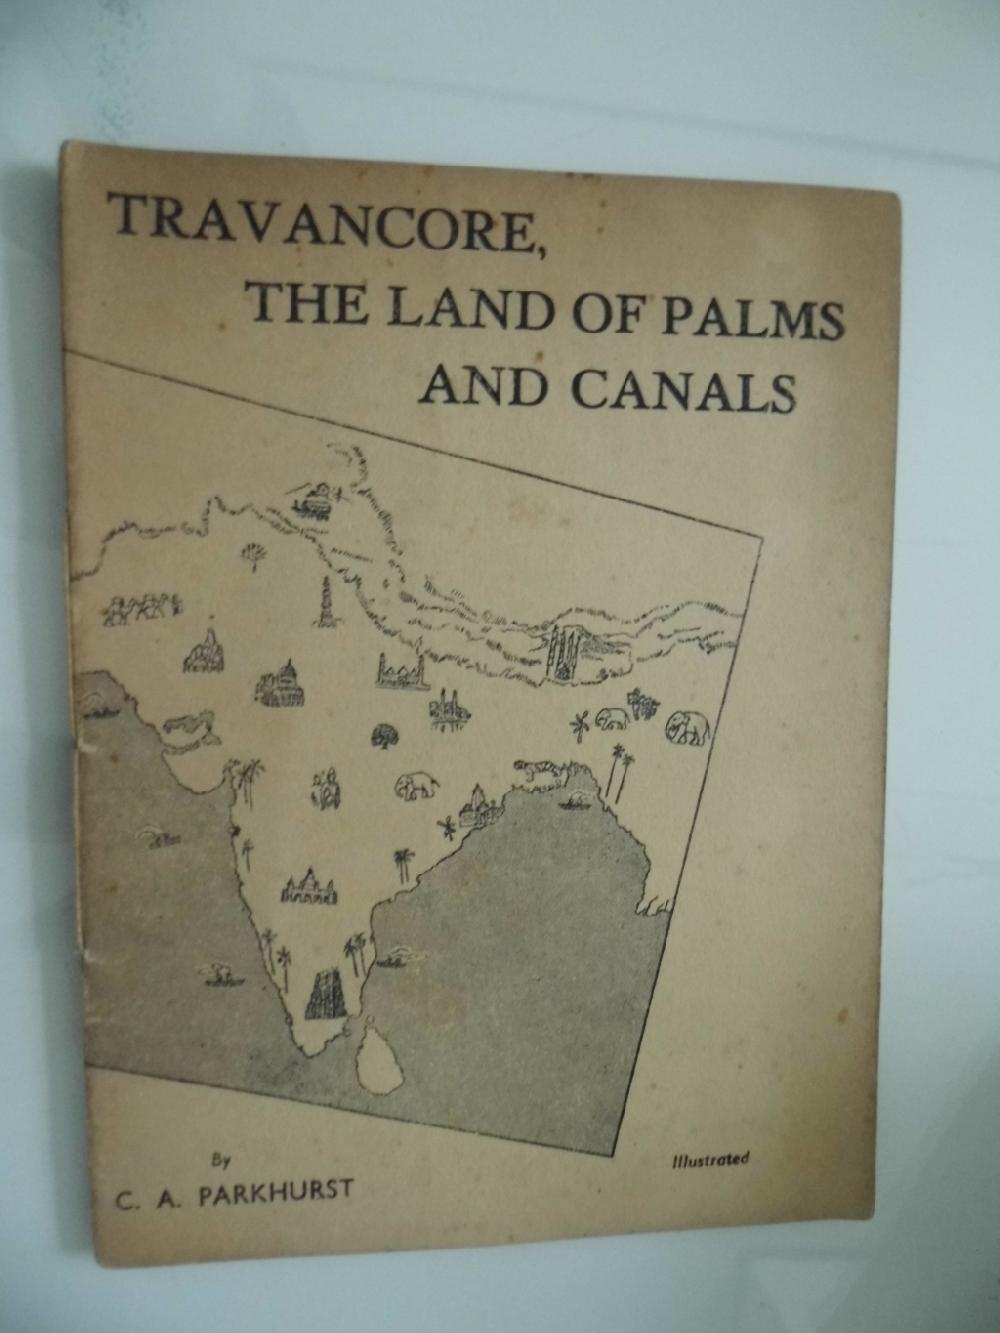 TRAVANCORE,
THE LAND OF PALMS
AND CANALS
By
C. A. PARKHURST
Illustrated